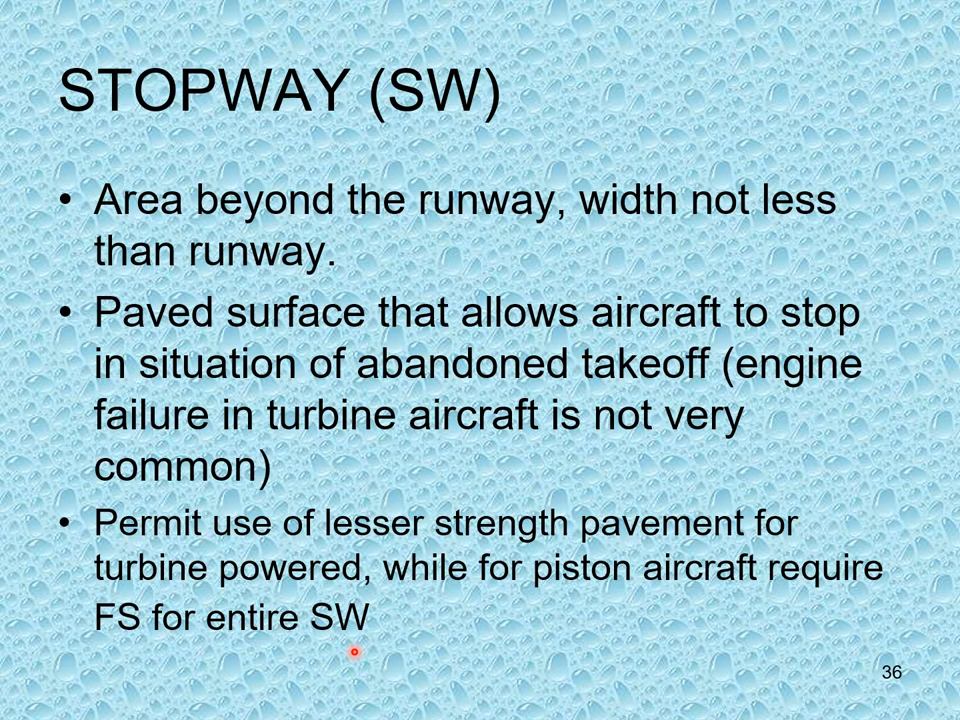 STOPWAY (SW)
• Area beyond the runway, width not less
than runway.
• Paved surface that allows aircraft to stop
in situation of abandoned takeoff (engine
failure in turbine aircraft is not very
common)
• Permit use of lesser strength pavement for
turbine powered, while for piston aircraft require
FS for entire SW
36